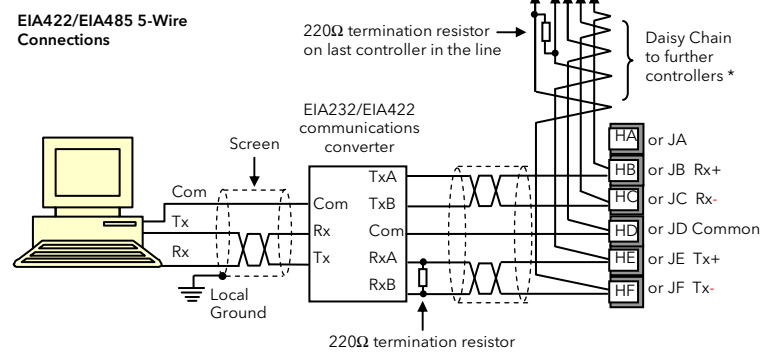 EIA422/EIA485 5-Wire
Connections
220Ω termination resistor
on last controller in the line
Daisy Chain
to further
controllers *
EIA232/EIA422
communications
converter
Screen
Com
Tx
Rx
Local
Ground
Com
Rx
Tx
TxA
TxB
Com
RxA
RxB
220Ω termination resistor
HA or JA
HB or JB Rx+
HC or JC Rx-
HD or JD Common
HE or JE Tx+
HF or JF Tx-